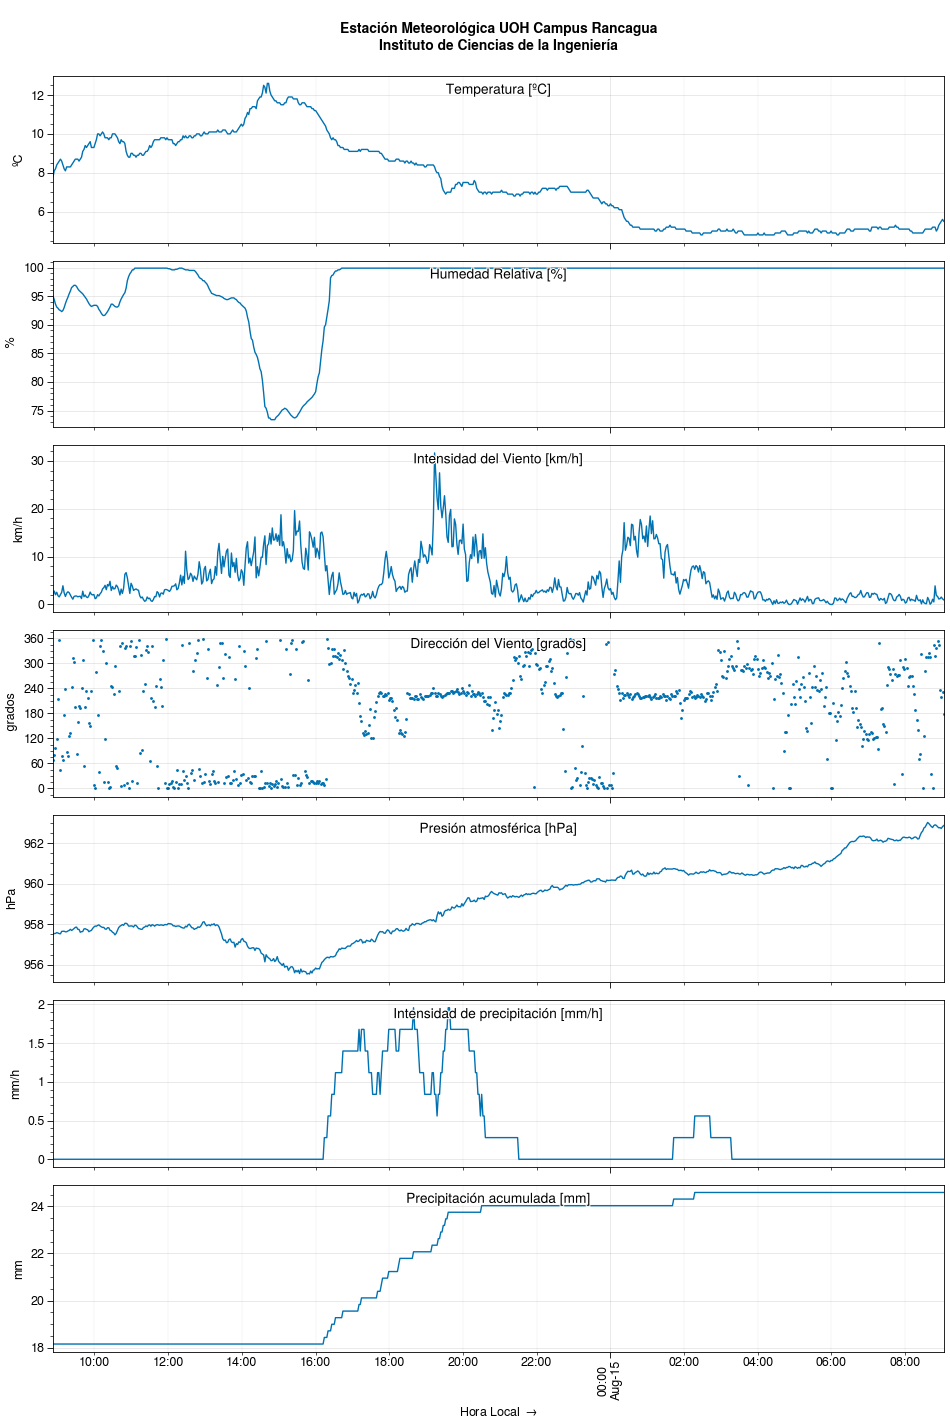 Estación Meteorológica UOH Campus Rancagua
Instituto de Ciencias de la Ingeniería
Temperatura [ºC]
ºC
12
10
8
6
Humedad Relativa [%]
%
100
95
90
85
80
75
Intensidad del Viento [km/h]
km/h
30
20
10
0
Dirección del Viento [grados]
grados
360
300
240
180
120
60
0
Presión atmosférica [hPa]
hPa
962
960
958
956
Intensidad de precipitación [mm/h]
mm/h
2
1.5
1
0.5
0
Precipitación acumulada [mm]
mm
24
22
20
18
10:00 12:00 14:00 16:00 18:00 20:00 22:00 00:00 02:00 04:00 06:00 08:00
Aug-15
Hora Local →